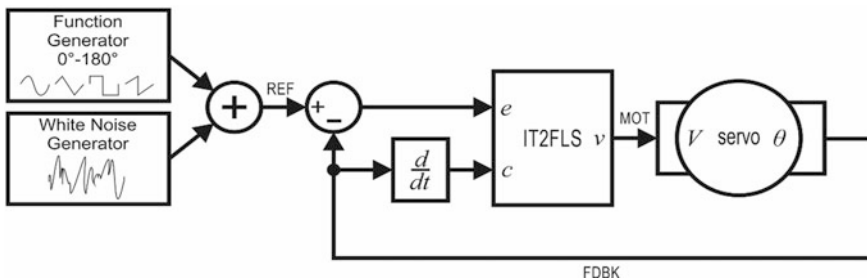 Function
Generator
0°-180°
White Noise
Generator
+
REF
+
-
e
IT2FLS
v
c
d
dt
MOT
V servo θ
FDBK